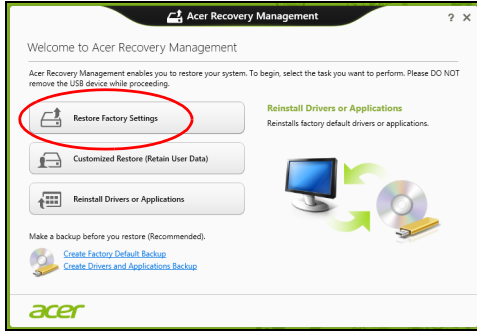 Acer Recovery Management
? ×
Welcome to Acer Recovery Management
Acer Recovery Management enables you to restore your system. To begin, select the task you want to perform. Please DO NOT
remove the USB device while proceeding.
Restore Factory Settings
Customized Restore (Retain User Data)
Reinstall Drivers or Applications
Reinstall Drivers or Applications
Reinstalls factory default drivers or applications.
Make a backup before you restore (Recommended).
Create Factory Default Backup
Create Drivers and Applications Backup
acer